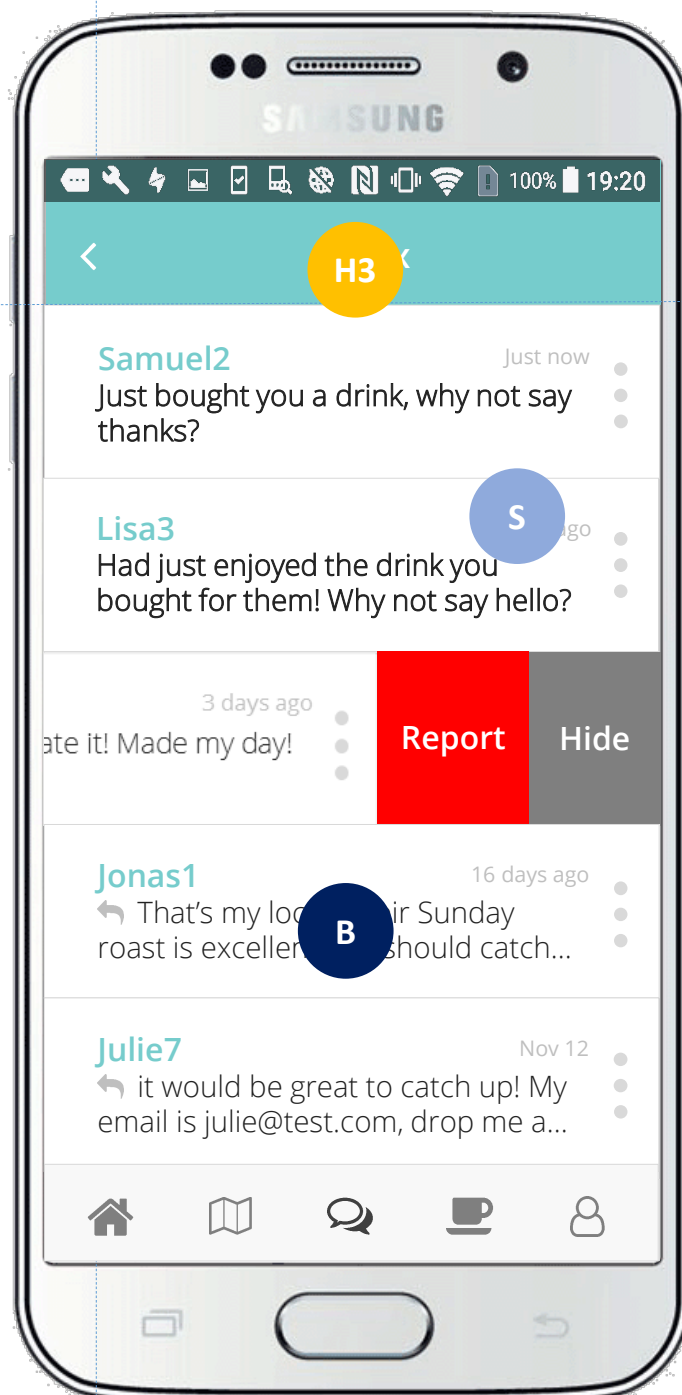 SAMSUNG
100% 19:20
H3 x
Samuel2 Just now
Just bought you a drink, why not say
thanks?
S
Lisa3 ago
Had just enjoyed the drink you
bought for them! Why not say hello?
3 days ago
ate it! Made my day!
Report Hide
Jonas1 16 days ago
That’s my loc ir Sunday
B
roast is excellen should catch...
Julie7 Nov 12
it would be great to catch up! My
email is julie@test.com, drop me a...